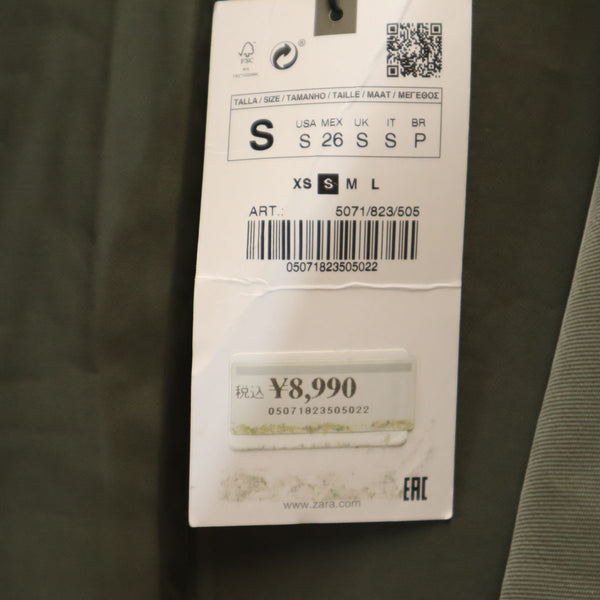 FSC
®
TALLA / SIZE / TAMANHO / TAILLE / MAAT / ΜΕΓΕΘΟΣ
S
USA MEX UK IT BR
S 26 S S P
XS S M L
ART.: 5071/823/505
05071823505022
税込 ¥8,990
05071823505022
EAC
www.zara.com